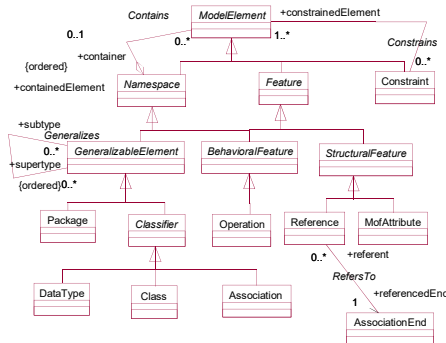 Contains
ModelElement
+constrainedElement
0..1
0..*
1..*
Constrains
+container
0..*
{ordered}
+containedElement
Namespace
Feature
Constraint
+subtype
Generalizes
0..*
GeneralizableElement
BehavioralFeature
StructuralFeature
+supertype
{ordered}0..*
Package
Classifier
Operation
Reference
MofAttribute
0..*
+referent
RefersTo
DataType
Class
Association
+referencedEnd
1
AssociationEnd